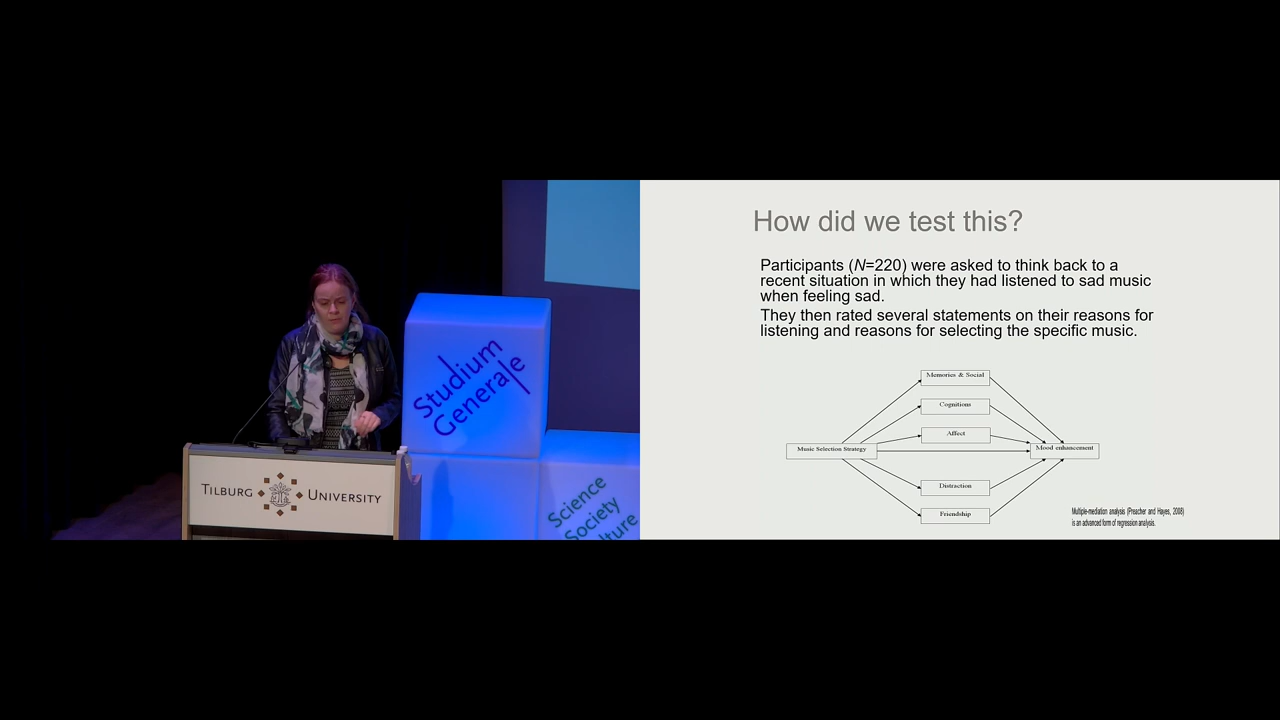 Studium
Generale
TILBURG UNIVERSITY
Science
Society
How did we test this?
Participants (N=220) were asked to think back to a
recent situation in which they had listened to sad music
when feeling sad.
They then rated several statements on their reasons for
listening and reasons for selecting the specific music.
Memories & Social
Cognitions
Affect
Music Selection Strategy
Mood enhancement
Distraction
Friendship
Multiple-mediation analysis (Preacher and Hayes, 2008)
is an advanced form of regression analysis.